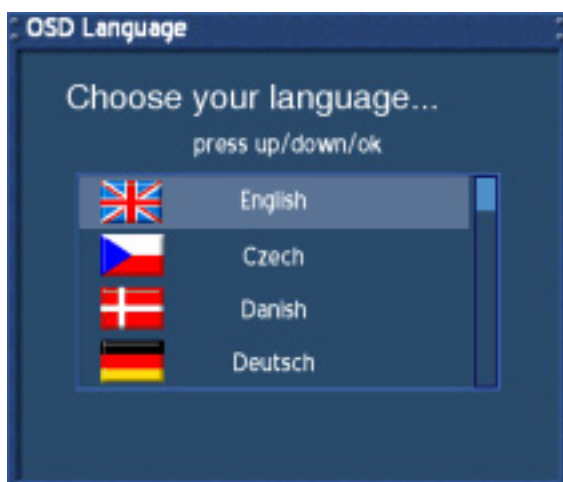 OSD Language
Choose your language...
press up/down/ok
English
Czech
Danish
Deutsch